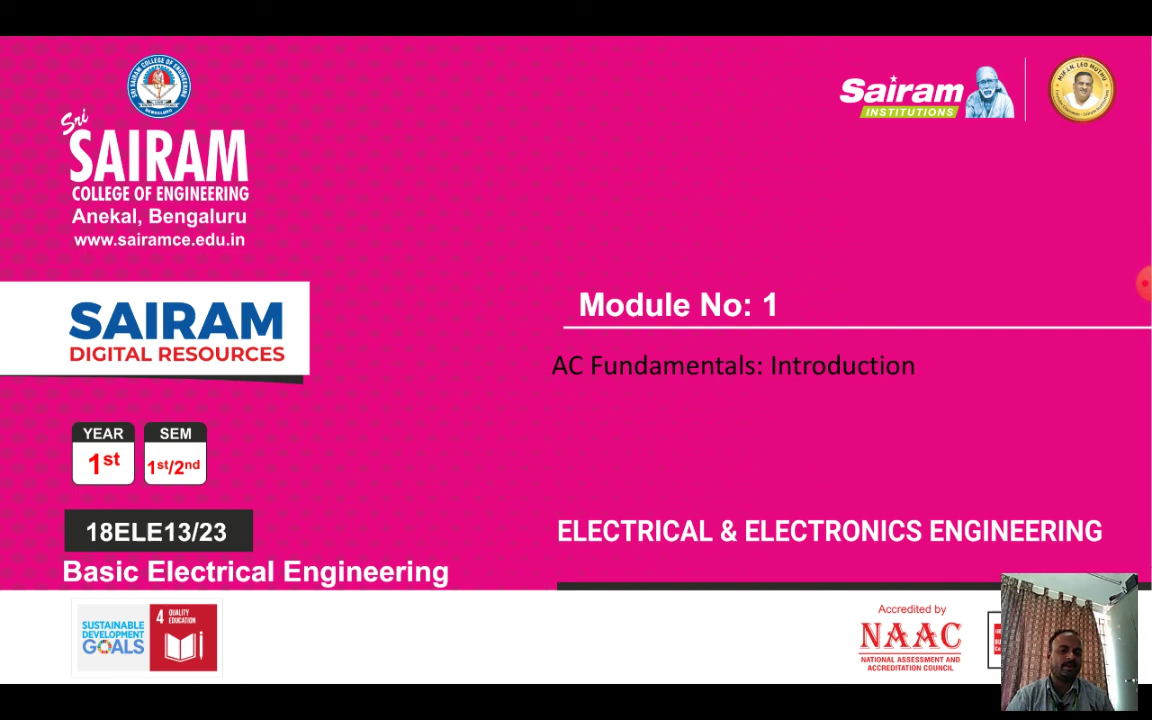 Sri
SAIRAM
COLLEGE OF ENGINEERING
Anekal, Bengaluru
www.sairamce.edu.in
Sairam
INSTITUTIONS
SAIRAM
DIGITAL RESOURCES
Module No: 1
AC Fundamentals: Introduction
YEAR
1st
SEM
1st/2nd
18ELE13/23
Basic Electrical Engineering
ELECTRICAL & ELECTRONICS ENGINEERING
SUSTAINABLE
DEVELOPMENT
GOALS
4 QUALITY
EDUCATION
Accredited by
NAAC
NATIONAL ASSESSMENT AND
ACCREDITATION COUNCIL